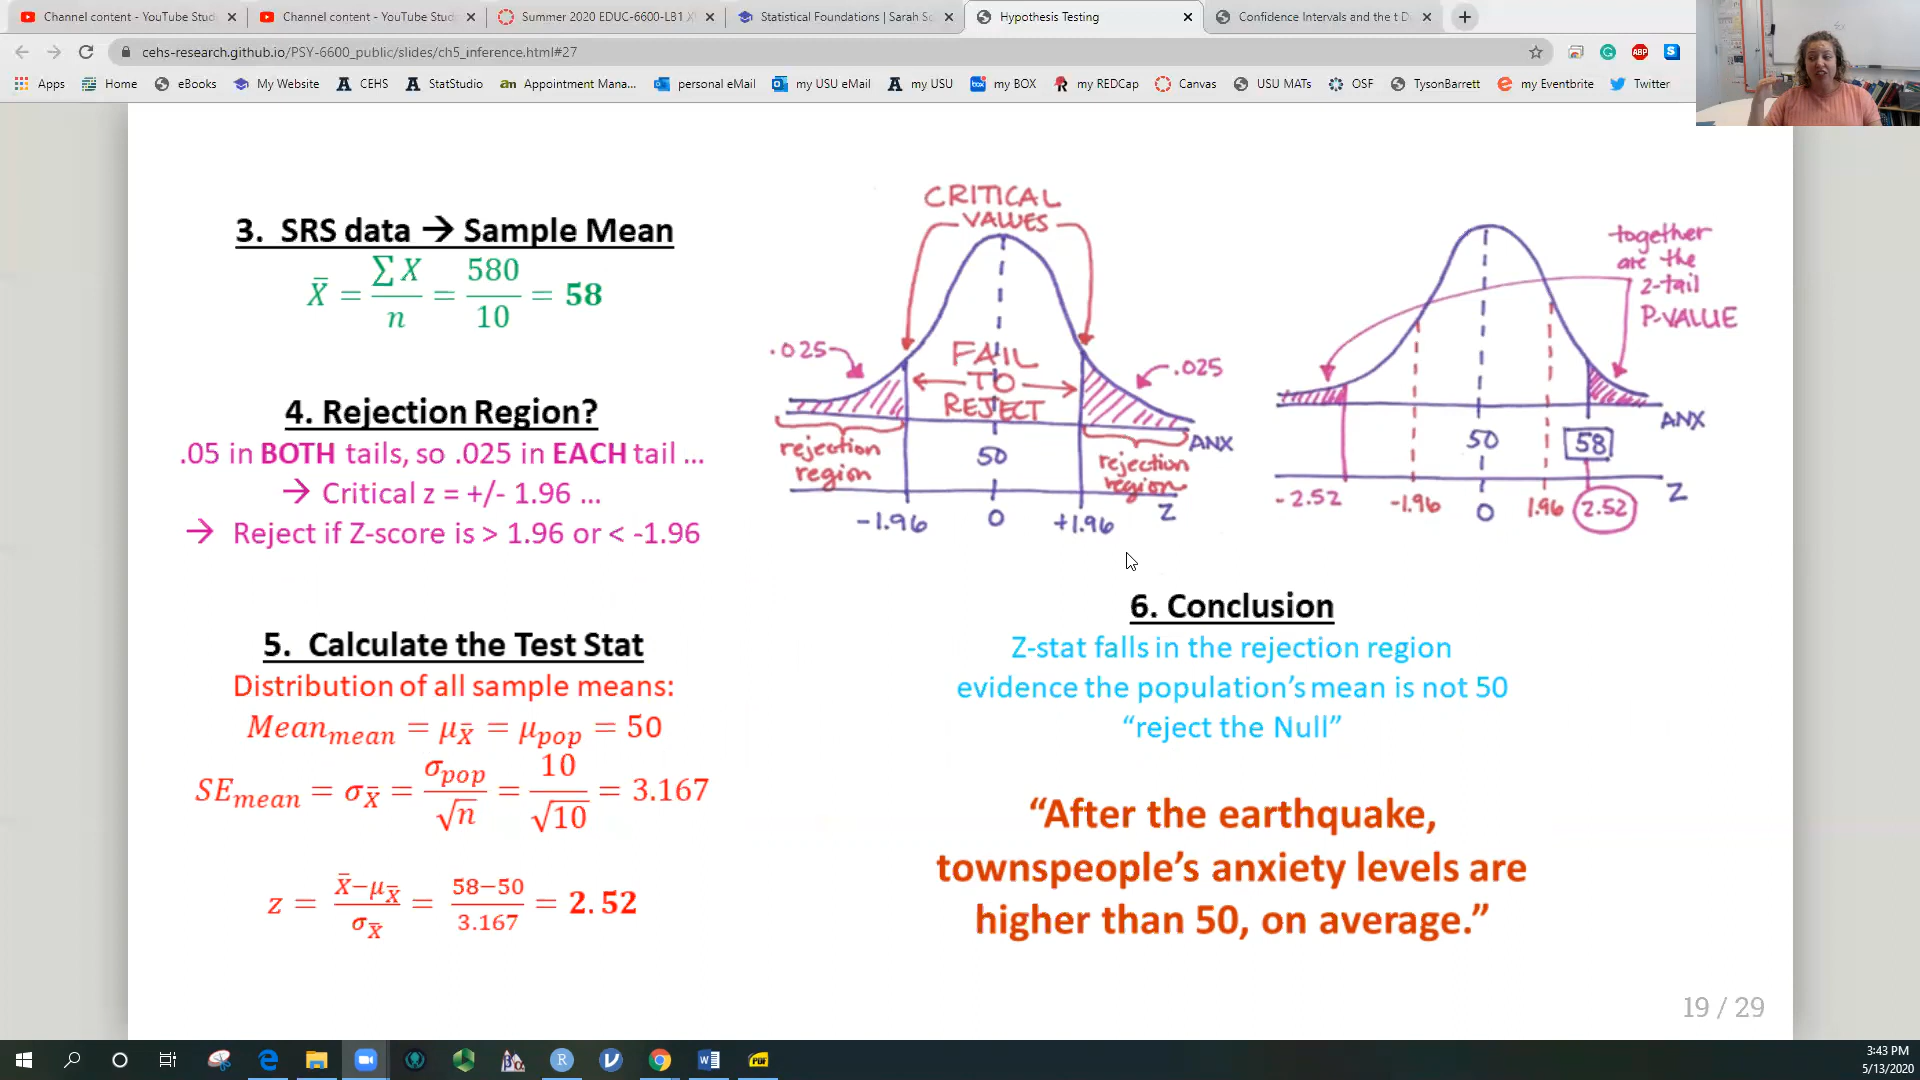 Channel content - YouTube Stud
Channel content - YouTube Stud
Summer 2020 EDUC-6600-LB1 X
Statistical Foundations | Sarah Sc
Hypothesis Testing
Confidence Intervals and the t D
cehs-research.github.io/PSY-6600_public/slides/ch5_inference.html#27
Apps
Home
eBooks
My Website
CEHS
StatStudio
an Appointment Mana...
personal eMail
my USU eMail
my USU
box my BOX
my REDCap
Canvas
USU MATs
OSF
TysonBarrett
my Eventbrite
Twitter
3. SRS data → Sample Mean
X̄ = ∑X / n = 580 / 10 = 58
4. Rejection Region?
.05 in BOTH tails, so .025 in EACH tail ...
→ Critical z = +/- 1.96 ...
→ Reject if Z-score is > 1.96 or < -1.96
5. Calculate the Test Stat
Distribution of all sample means:
Mean_mean = μ_X̄ = μ_pop = 50
SE_mean = σ_X̄ = σ_pop / √n = 10 / √10 = 3.167
z = X̄−μ_X̄ / σ_X̄ = 58−50 / 3.167 = 2.52
CRITICAL
VALUES
.025
FAIL
TO
REJECT
.025
rejection
region
50
rejection
region
ANX
-1.96
0
+1.96
Z
together
are the
2-tail
P-VALUE
ANX
50
58
-2.52
-1.96
0
1.96
2.52
Z
6. Conclusion
Z-stat falls in the rejection region
evidence the population's mean is not 50
“reject the Null”
“After the earthquake,
townspeople's anxiety levels are
higher than 50, on average.”
19 / 29
3:43 PM
5/13/2020